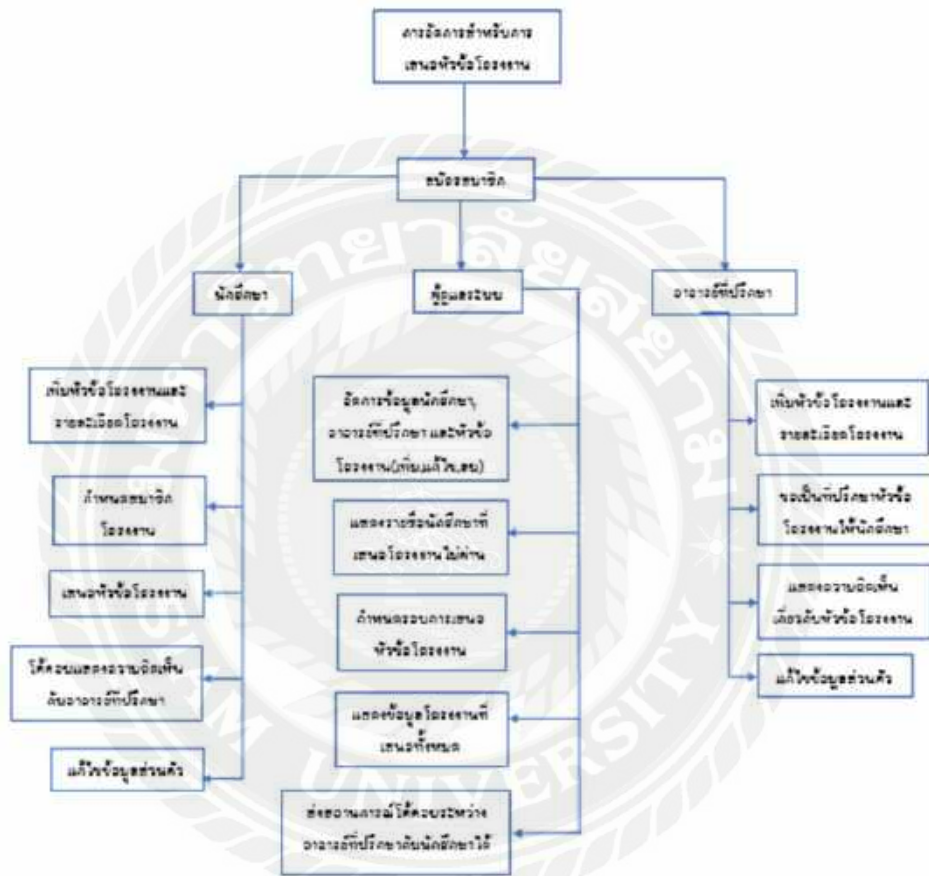 การจัดการสำหรับการ
เสนอหัวข้อโครงงาน
สมัครสมาชิก
นักศึกษา
ผู้ดูแลระบบ
อาจารย์ที่ปรึกษา
เพิ่มหัวข้อโครงงานและ
รายละเอียดโครงงาน
กำหนดสมาชิก
โครงงาน
เสนอหัวข้อโครงงาน
โต้ตอบแสดงความคิดเห็น
กับอาจารย์ที่ปรึกษา
แก้ไขข้อมูลส่วนตัว
จัดการข้อมูลนักศึกษา,
อาจารย์ที่ปรึกษา และหัวข้อ
โครงงาน(เพิ่ม,แก้ไข,ลบ)
แสดงรายชื่อนักศึกษาที่
เสนอโครงงานไม่ผ่าน
กำหนดรอบการเสนอ
หัวข้อโครงงาน
แสดงข้อมูลโครงงานที่
เสนอทั้งหมด
ส่งสถานการณ์โต้ตอบระหว่าง
อาจารย์ที่ปรึกษากับนักศึกษาได้
เพิ่มหัวข้อโครงงานและ
รายละเอียดโครงงาน
ขอเป็นที่ปรึกษาหัวข้อ
โครงงานให้นักศึกษา
แสดงความคิดเห็น
เกี่ยวกับหัวข้อโครงงาน
แก้ไขข้อมูลส่วนตัว
มหาวิทยาลัยสยาม
SIAM UNIVERSITY